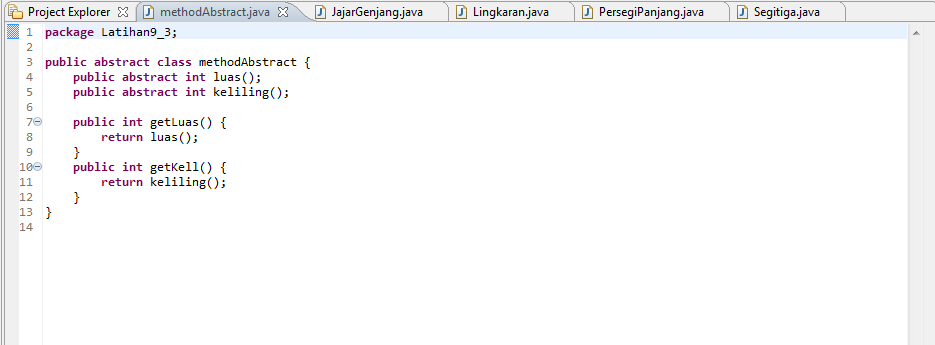 Project Explorer methodAbstract.java JajarGenjang.java Lingkaran.java PersegiPanjang.java Segitiga.java
1 package Latihan9_3;
2
3 public abstract class methodAbstract {
4 public abstract int luas();
5 public abstract int keliling();
6
7 public int getLuas() {
8 return luas();
9 }
10 public int getKell() {
11 return keliling();
12 }
13 }
14